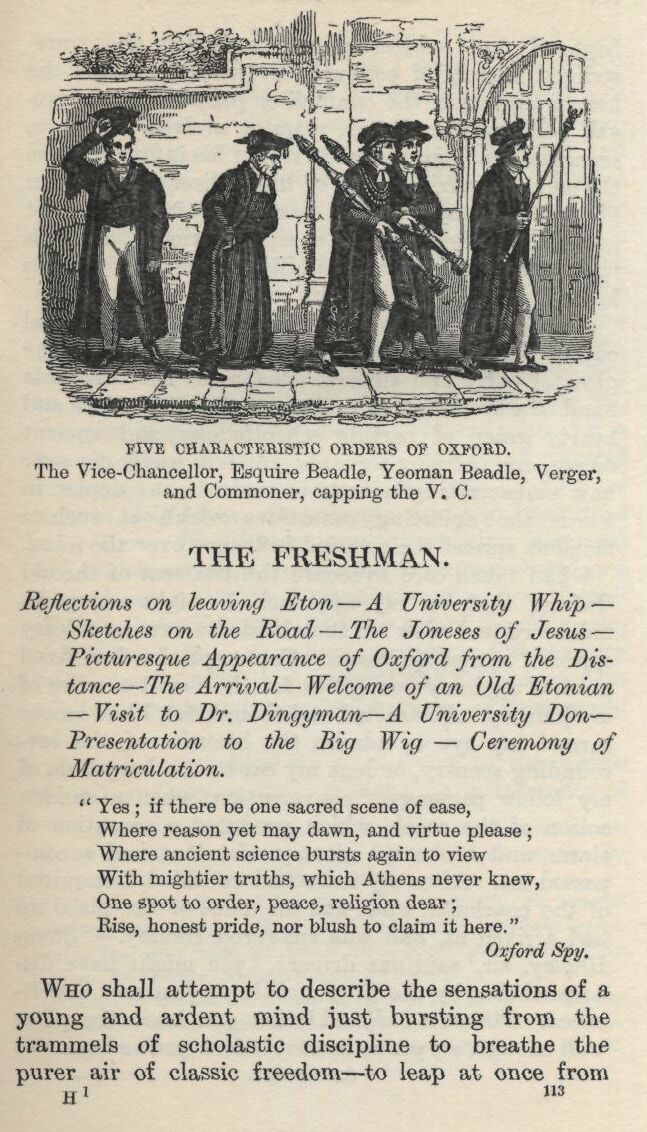 FIVE CHARACTERISTIC ORDERS OF OXFORD.
The Vice-Chancellor, Esquire Beadle, Yeoman Beadle, Verger,
and Commoner, capping the V. C.
THE FRESHMAN.
Reflections on leaving Eton—A University Whip—
Sketches on the Road—The Joneses of Jesus—
Picturesque Appearance of Oxford from the Dis-
tance—The Arrival—Welcome of an Old Etonian
—Visit to Dr. Dingyman—A University Don—
Presentation to the Big Wig — Ceremony of
Matriculation.
“Yes; if there be one sacred scene of ease,
Where reason yet may dawn, and virtue please;
Where ancient science bursts again to view
With mightier truths, which Athens never knew,
One spot to order, peace, religion dear;
Rise, honest pride, nor blush to claim it here.”
Oxford Spy.
WHO shall attempt to describe the sensations of a
young and ardent mind just bursting from the
trammels of scholastic discipline to breathe the
purer air of classic freedom—to leap at once from
H 1
113